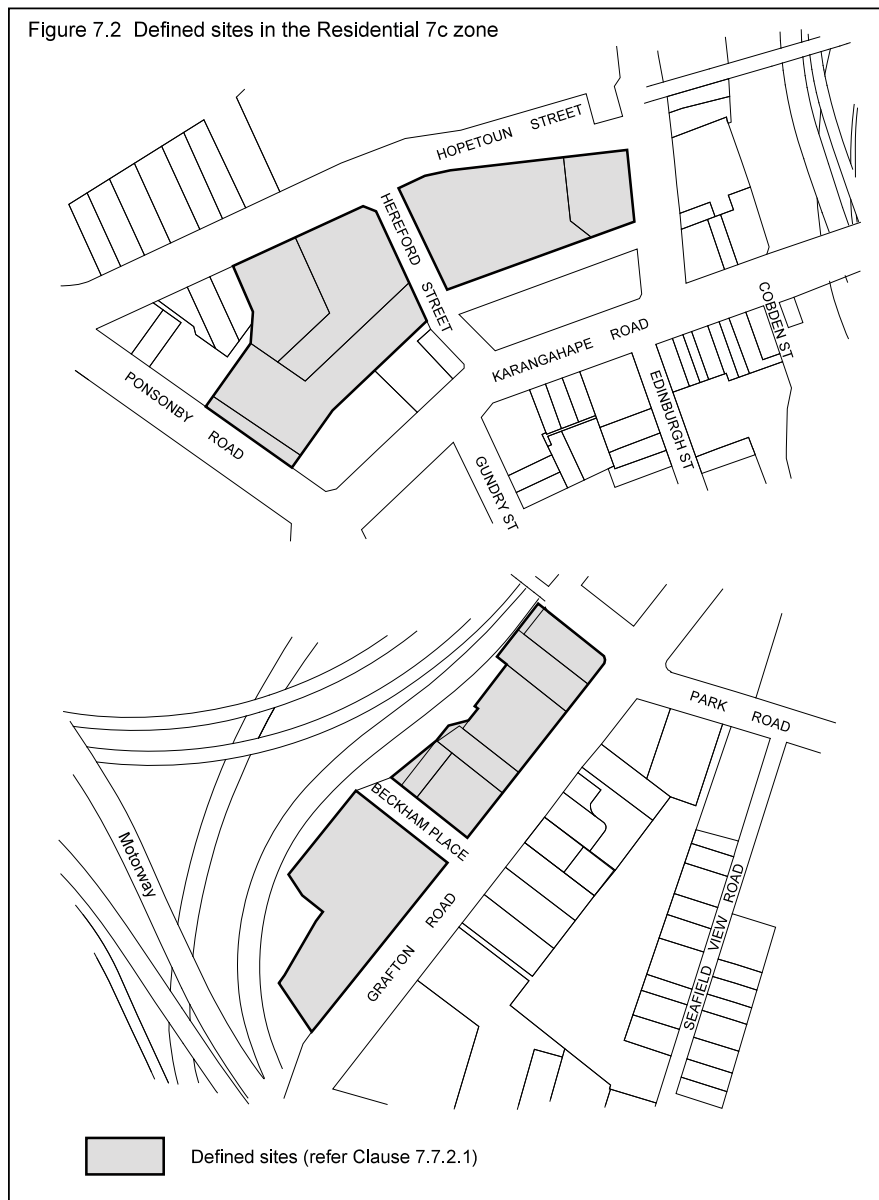 Figure 7.2 Defined sites in the Residential 7c zone
HOPETOUN STREET
HEREFORD STREET
COBDEN ST
KARANGAHAPE ROAD
PONSONBY ROAD
EDINBURGH ST
GUNDRY ST
PARK ROAD
BECKHAM PLACE
Motorway
GRAFTON ROAD
SEAFIELD VIEW ROAD
Defined sites (refer Clause 7.7.2.1)